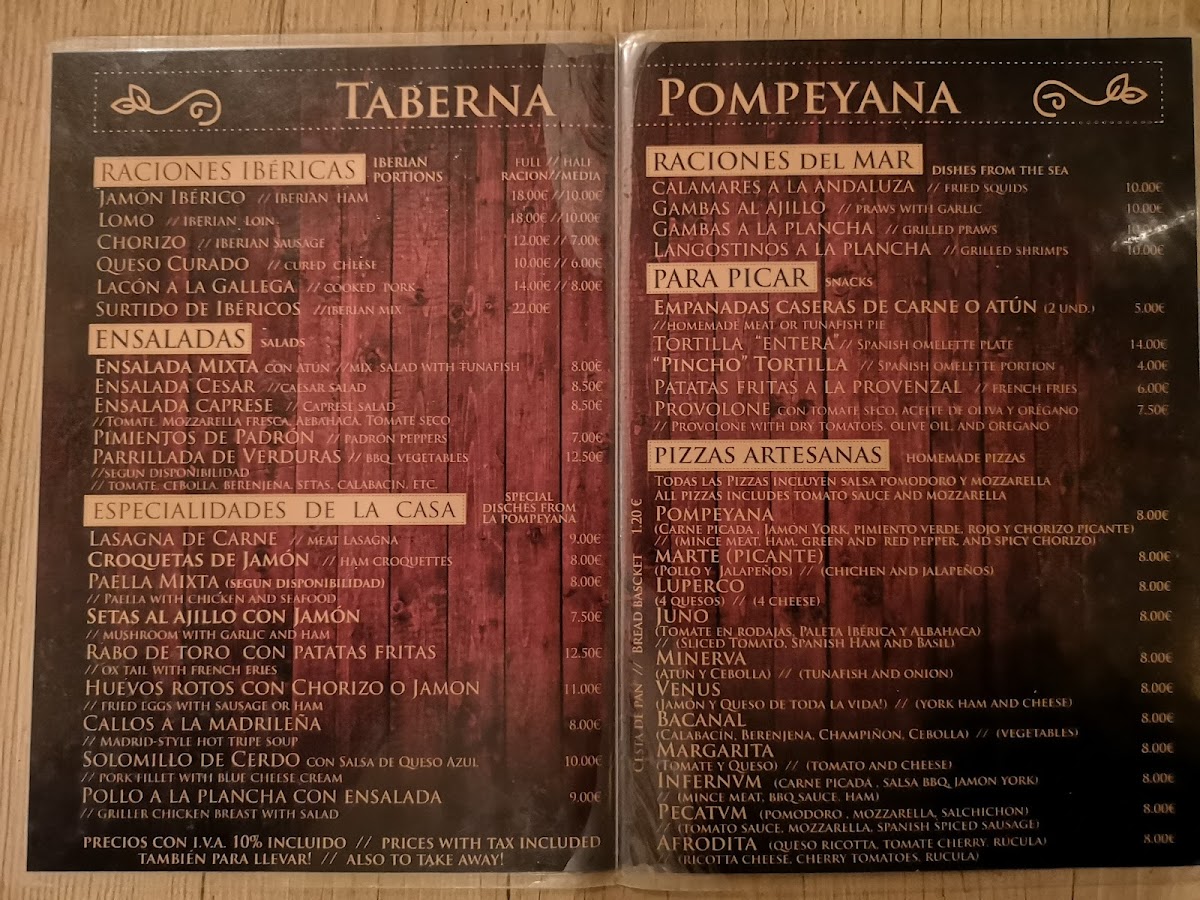 TABERNA POMPEYANA
RACIONES IBÉRICAS IBERIAN PORTIONS FULL // HALF
RACION//MEDIA
JAMÓN IBÉRICO // IBERIAN HAM 18.00€ //10.00€
LOMO // IBERIAN LOIN 18.00€ //10.00€
CHORIZO // IBERIAN SAUSAGE 12.00€ // 7.00€
QUESO CURADO // CURED CHEESE 10.00€ // 6.00€
LACÓN A LA GALLEGA // COOKED PORK 14.00€ // 8.00€
SURTIDO DE IBÉRICOS //IBERIAN MIX 22.00€
ENSALADAS SALADS
ENSALADA MIXTA CON ATÚN //MIX SALAD WITH TUNAFISH 8.00€
ENSALADA CESAR //CAESAR SALAD 8.50€
ENSALADA CAPRESE // CAPRESE SALAD 8.50€
//TOMATE, MOZZARELLA FRESCA, ALBAHACA, TOMATE SECO
PIMIENTOS DE PADRÓN // PADRÓN PEPPERS 7.00€
PARRILLADA DE VERDURAS // BBQ VEGETABLES 12.50€
//SEGUN DISPONIBILIDAD
// TOMATE, CEBOLLA, BERENJENA, SETAS, CALABACIN, ETC.
ESPECIALIDADES DE LA CASA SPECIAL DISCHES FROM LA POMPEYANA
LASAGNA DE CARNE // MEAT LASAGNA 9.00€
CROQUETAS DE JAMÓN // HAM CROQUETTES 8.00€
PAELLA MIXTA (SEGUN DISPONIBILIDAD) 8.00€
// PAELLA WITH CHICKEN AND SEAFOOD
SETAS AL AJILLO CON JAMÓN 7.50€
// MUSHROOM WITH GARLIC AND HAM
RABO DE TORO CON PATATAS FRITAS 12.50€
// OX TAIL WITH FRENCH FRIES
HUEVOS ROTOS CON CHORIZO O JAMON 11.00€
// FRIED EGGS WITH SAUSAGE OR HAM
CALLOS A LA MADRILEÑA 8.00€
// MADRID-STYLE HOT TRIPE SOUP
SOLOMILLO DE CERDO CON SALSA DE QUESO AZUL 10.00€
// PORK FILLET WITH BLUE CHEESE CREAM
POLLO A LA PLANCHA CON ENSALADA 9.00€
// GRILLER CHICKEN BREAST WITH SALAD
PRECIOS CON I.V.A. 10% INCLUIDO // PRICES WITH TAX INCLUDED
TAMBIÉN PARA LLEVAR! // ALSO TO TAKE AWAY!
RACIONES DEL MAR DISHES FROM THE SEA
CALAMARES A LA ANDALUZA // FRIED SQUIDS 10.00€
GAMBAS AL AJILLO // PRAWS WITH GARLIC 10.00€
GAMBAS A LA PLANCHA // GRILLED PRAWS
LANGOSTINOS A LA PLANCHA // GRILLED SHRIMPS 10.00€
PARA PICAR SNACKS
EMPANADAS CASERAS DE CARNE O ATÚN (2 UND.) 5.00€
//HOMEMADE MEAT OR TUNAFISH PIE
TORTILLA "ENTERA"// SPANISH OMELETTE PLATE 14.00€
"PINCHO" TORTILLA // SPANISH OMELETTE PORTION 4.00€
PATATAS FRITAS A LA PROVENZAL // FRENCH FRIES 6.00€
PROVOLONE CON TOMATE SECO, ACEITE DE OLIVA Y OREGANO 7.50€
// PROVOLONE WITH DRY TOMATOES, OLIVE OIL, AND OREGANO
PIZZAS ARTESANAS HOMEMADE PIZZAS
TODAS LAS PIZZAS INCLUYEN SALSA POMODORO Y MOZZARELLA
ALL PIZZAS INCLUDES TOMATO SAUCE AND MOZZARELLA
POMPEYANA 8.00€
(CARNE PICADA , JAMÓN YORK, PIMIENTO VERDE, ROJO Y CHORIZO PICANTE)
// (MINCE MEAT, HAM, GREEN AND RED PEPPER, AND SPICY CHORIZO)
MARTE (PICANTE) 8.00€
(POLLO Y JALAPEÑOS) // (CHICHEN AND JALAPEÑOS)
LUPERCO 8.00€
(4 QUESOS) // (4 CHEESE)
JUNO 8.00€
(TOMATE EN RODAJAS, PALETA IBÉRICA Y ALBAHACA)
// (SLICED TOMATO, SPANISH HAM AND BASIL)
MINERVA 8.00€
(ATÚN Y CEBOLLA) // (TUNAFISH AND ONION)
VENUS 8.00€
(JAMÓN Y QUESO DE TODA LA VIDA!) // (YORK HAM AND CHEESE)
BACANAL 8.00€
(CALABACÍN, BERENJENA, CHAMPIÑON, CEBOLLA) // (VEGETABLES)
MARGARITA 8.00€
(TOMATE Y QUESO) // (TOMATO AND CHEESE)
INFERNVM (CARNE PICADA , SALSA BBQ, JAMON YORK) 8.00€
// (MINCE MEAT, BBQ SAUCE, HAM)
PECATVM (POMODORO , MOZZARELLA, SALCHICHON) 8.00€
// (TOMATO SAUCE, MOZZARELLA, SPANISH SPICED SAUSAGE)
AFRODITA (QUESO RICOTTA, TOMATE CHERRY, RUCULA) 8.00€
// (RICOTTA CHEESE, CHERRY TOMATOES, RUCULA)
CESTA DE PAN // BREAD BASCKET 1.20 €